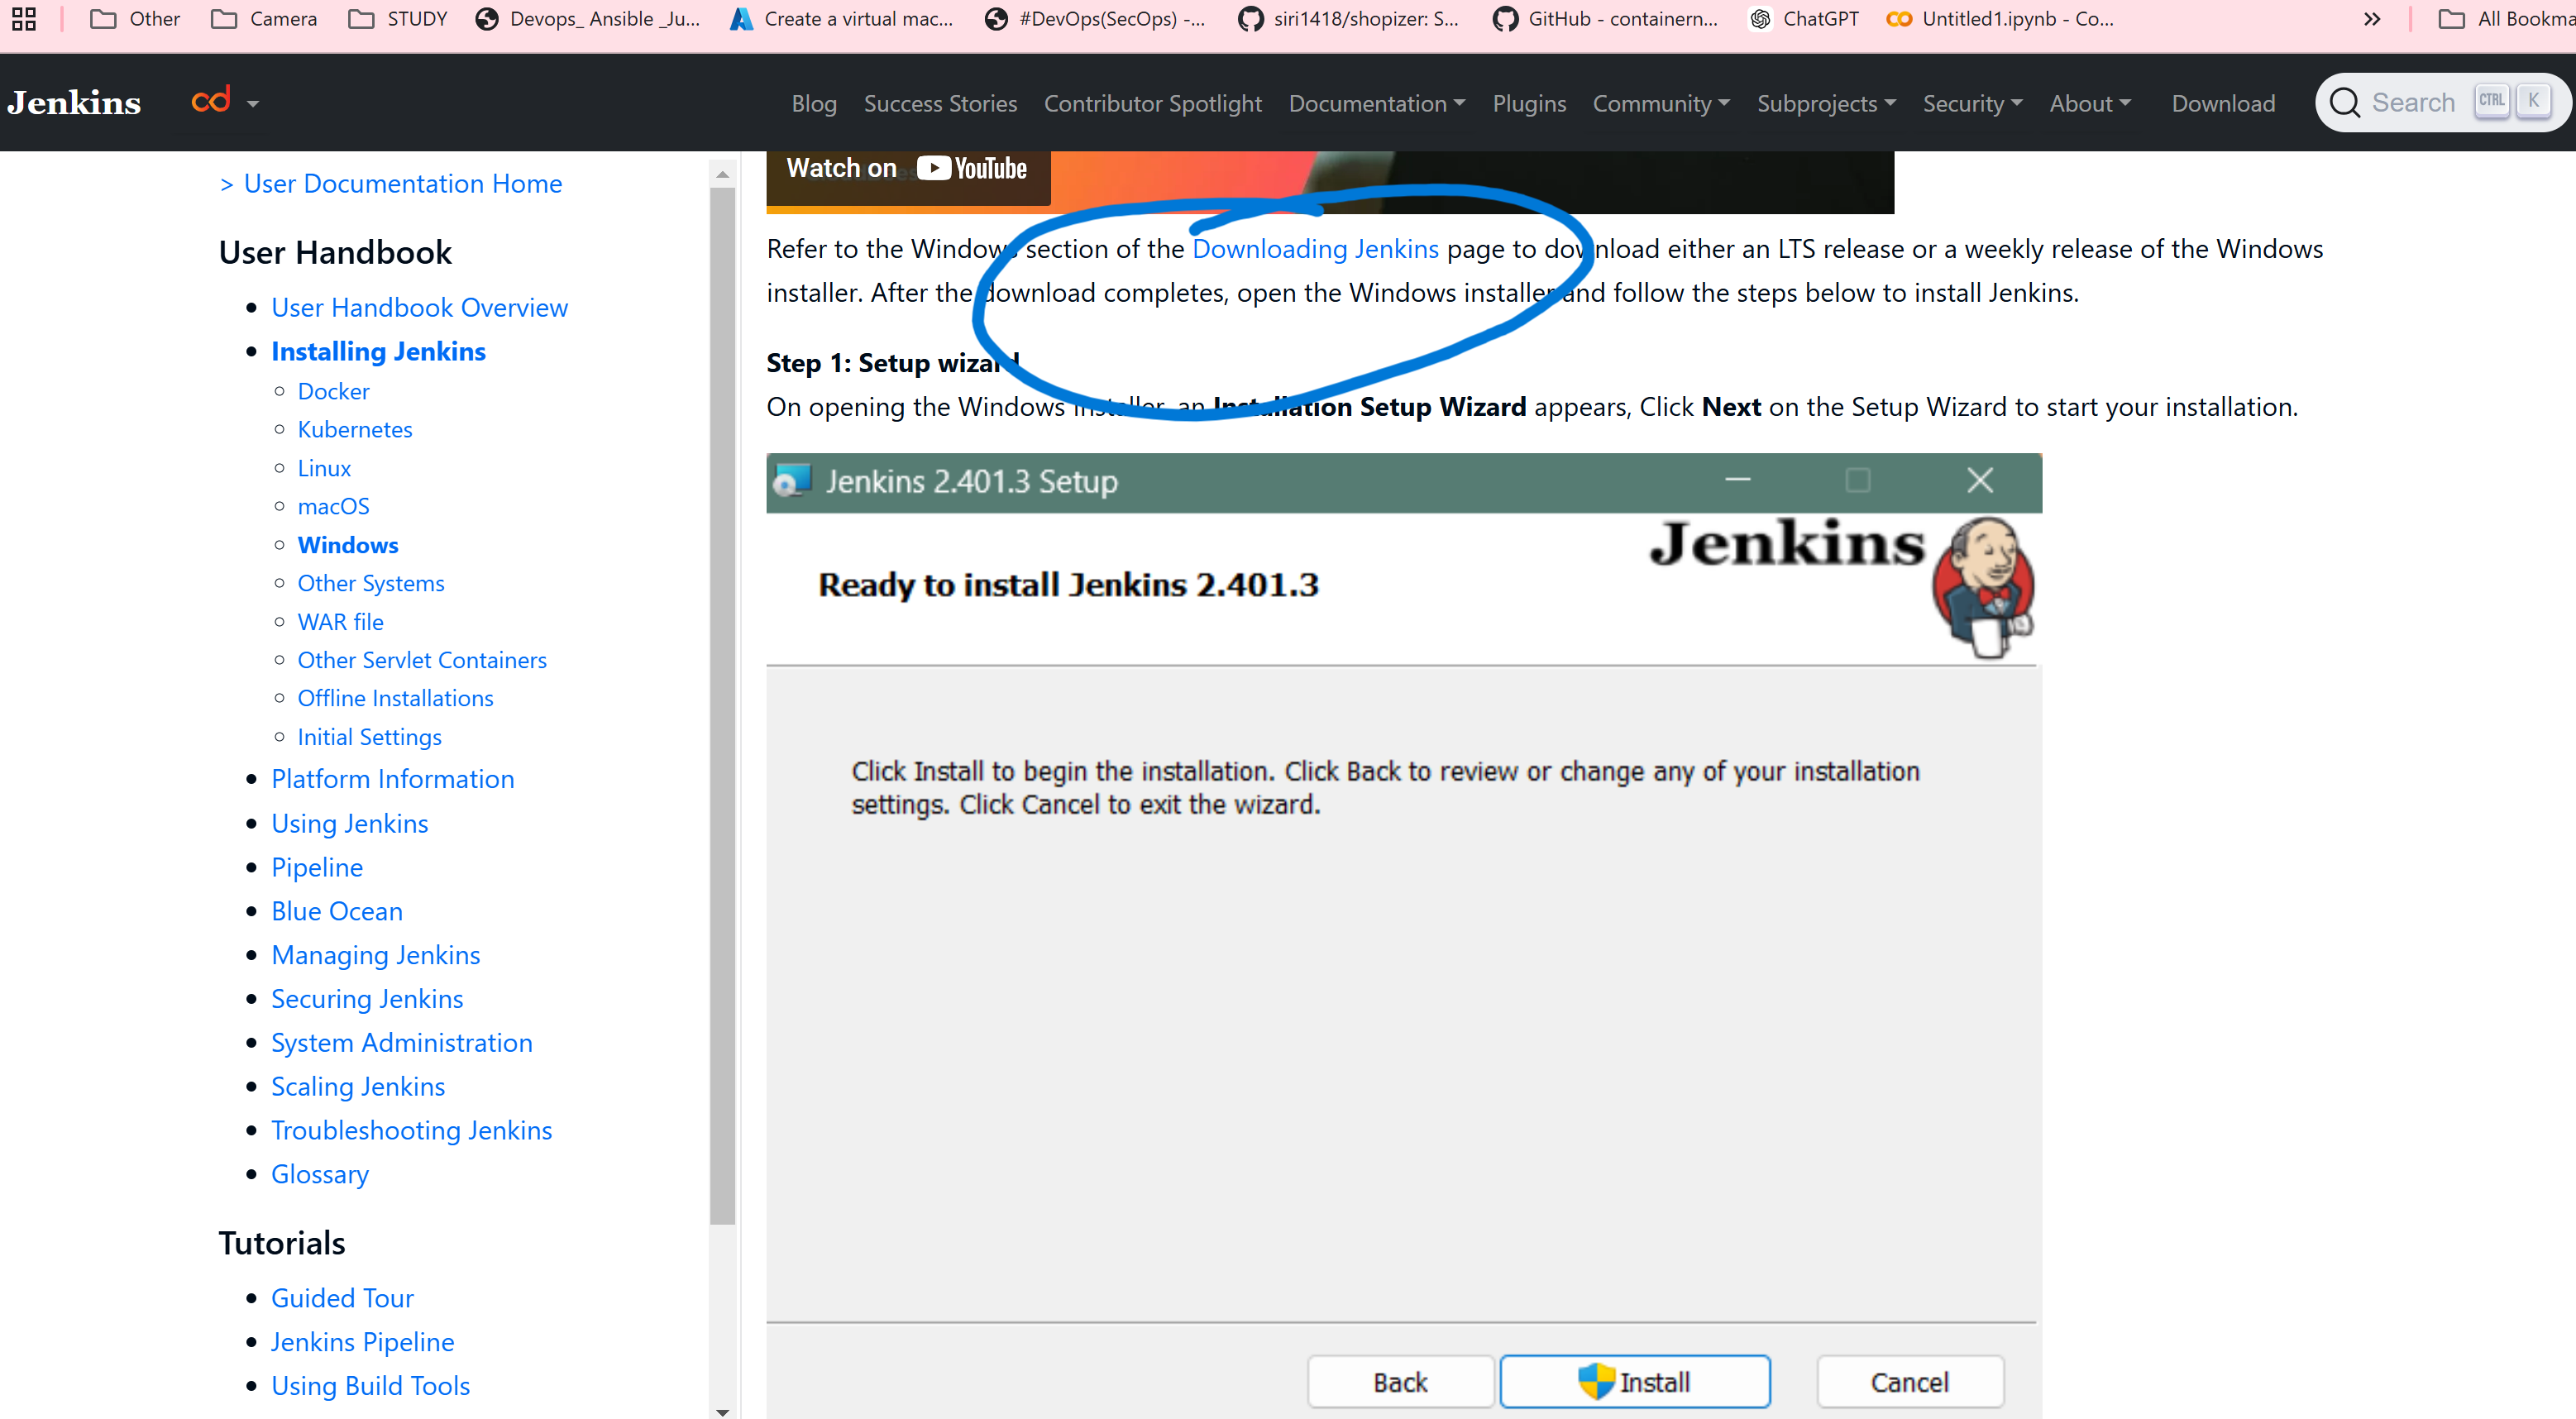 Other
Camera
STUDY
Devops_ Ansible _Ju...
Create a virtual mac...
#DevOps(SecOps) -...
siri1418/shopizer: S...
GitHub - containern...
ChatGPT
Untitled1.ipynb - Co...
»
All Bookma
Jenkins
cd
Blog
Success Stories
Contributor Spotlight
Documentation
Plugins
Community
Subprojects
Security
About
Download
Search
CTRL
K
> User Documentation Home
User Handbook
User Handbook Overview
Installing Jenkins
Docker
Kubernetes
Linux
macOS
Windows
Other Systems
WAR file
Other Servlet Containers
Offline Installations
Initial Settings
Platform Information
Using Jenkins
Pipeline
Blue Ocean
Managing Jenkins
Securing Jenkins
System Administration
Scaling Jenkins
Troubleshooting Jenkins
Glossary
Tutorials
Guided Tour
Jenkins Pipeline
Using Build Tools
Watch on YouTube
Refer to the Windows section of the Downloading Jenkins page to download either an LTS release or a weekly release of the Windows
installer. After the download completes, open the Windows installer and follow the steps below to install Jenkins.
Step 1: Setup wizard
On opening the Windows installer, an Installation Setup Wizard appears, Click Next on the Setup Wizard to start your installation.
Jenkins 2.401.3 Setup
Jenkins
Ready to install Jenkins 2.401.3
Click Install to begin the installation. Click Back to review or change any of your installation
settings. Click Cancel to exit the wizard.
Back
Install
Cancel